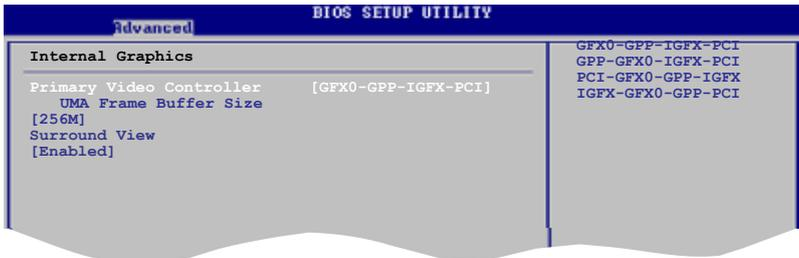 BIOS SETUP UTILITY
Advanced
Internal Graphics
Primary Video Controller [GFX0-GPP-IGFX-PCI]
UMA Frame Buffer Size
[256M]
Surround View
[Enabled]
GFX0-GPP-IGFX-PCI
GPP-GFX0-IGFX-PCI
PCI-GFX0-GPP-IGFX
IGFX-GFX0-GPP-PCI